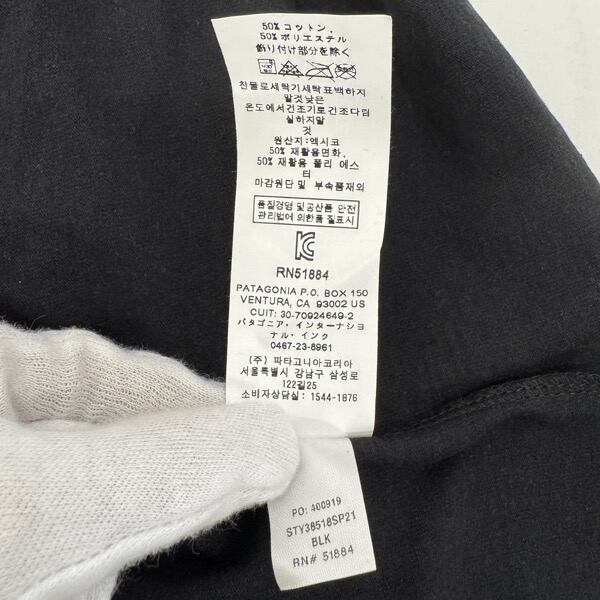 50% コットン,
50% ポリエステル
飾り付け部分を除く
찬물로세탁기세탁표백하지
말것낮은
온도에서건조기로건조다림
실하지말
것
원산지:엑시코
50% 재활용면화,
50% 재활용 폴리 에스
터
마감원단 및 부속품재외
품질경영 및공산품 안전
관리법에 의한품 질표시
RN51884
PATAGONIA P.O. BOX 150
VENTURA, CA 93002 US
CUIT: 30-70924649-2
パタゴニア・インターナショ
ナル・インク
0467-23-8961
(주) 파타고니아코리아
서울특별시 강남구 삼성로
122길25
소비자상담실: 1544-1876
PO: 400919
STY38518SP21
BLK
RN# 51884